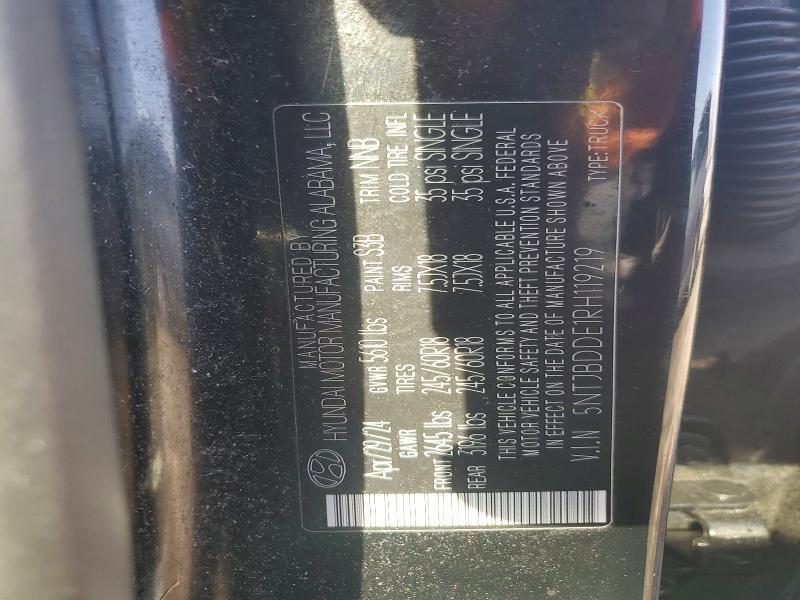 MANUFACTURED BY
HYUNDAI MOTOR MANUFACTURING ALABAMA, LLC
Apr/29/24 GVWR 5610 lbs PAINT S3B TRIM NNB
GAWR TIRES RIMS COLD TIRE INFL
FRONT 2645 lbs 245/60R18 7.5JX18 35 psi SINGLE
REAR 3196 lbs 245/60R18 7.5JX18 35 psi SINGLE
THIS VEHICLE CONFORMS TO ALL APPLICABLE U.S.A. FEDERAL
MOTOR VEHICLE SAFETY AND THEFT PREVENTION STANDARDS
IN EFFECT ON THE DATE OF MANUFACTURE SHOWN ABOVE
V.I.N 5NTJBDDE1RH119219 TYPE:TRUCK